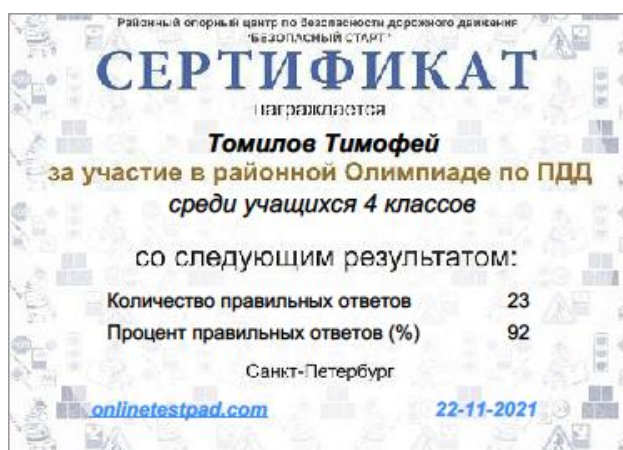 Районный опорный центр по безопасности дорожного движения
"БЕЗОПАСНЫЙ СТАРТ"
СЕРТИФИКАТ
награждается
Томилов Тимофей
за участие в районной Олимпиаде по ПДД
среди учащихся 4 классов
со следующим результатом:
Количество правильных ответов 23
Процент правильных ответов (%) 92
Санкт-Петербург
onlinetestpad.com 22-11-2021